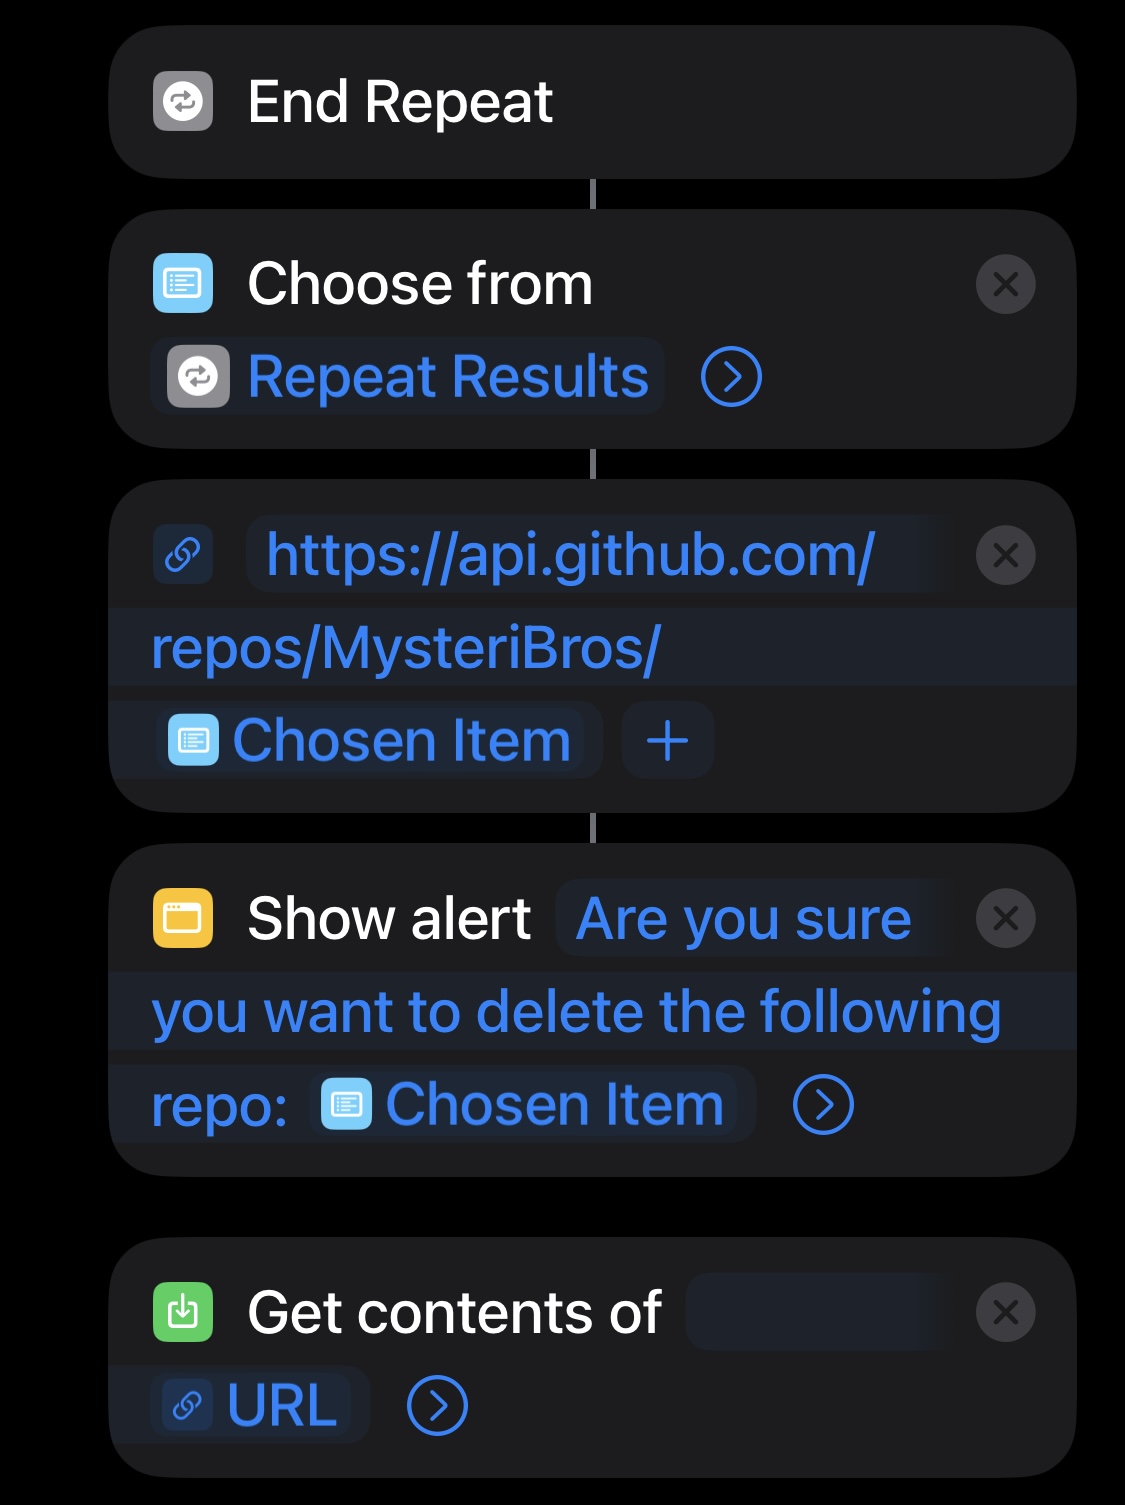 End Repeat
Choose from
Repeat Results
https://api.github.com/
repos/MysteriBros/
Chosen Item
Show alert Are you sure
you want to delete the following
repo: Chosen Item
Get contents of
URL